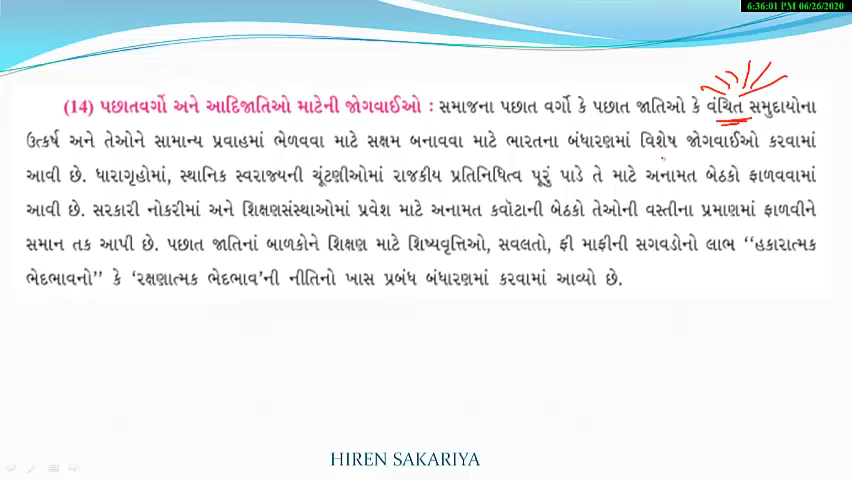 6:36:01 PM 06/26/2020
(14) પછાતવર્ગો અને આદિજાતિઓ માટેની જોગવાઈઓ : સમાજના પછાત વર્ગો કે પછાત જાતિઓ કે વંચિત સમુદાયોના
ઉત્કર્ષ અને તેઓને સામાન્ય પ્રવાહમાં ભેળવવા માટે સક્ષમ બનાવવા માટે ભારતના બંધારણમાં વિશેષ જોગવાઈઓ કરવામાં
આવી છે. ધારાગૃહોમાં, સ્થાનિક સ્વરાજ્યની ચૂંટણીઓમાં રાજકીય પ્રતિનિધિત્વ પૂરું પાડે તે માટે અનામત બેઠકો ફાળવવામાં
આવી છે. સરકારી નોકરીમાં અને શિક્ષણસંસ્થાઓમાં પ્રવેશ માટે અનામત કવૉટાની બેઠકો તેઓની વસ્તીના પ્રમાણમાં ફાળવીને
સમાન તક આપી છે. પછાત જાતિનાં બાળકોને શિક્ષણ માટે શિષ્યવૃત્તિઓ, સવલતો, ફી માફીની સગવડોનો લાભ ‘‘હકારાત્મક
ભેદભાવનો’’ કે ‘રક્ષણાત્મક ભેદભાવ’ની નીતિનો ખાસ પ્રબંધ બંધારણમાં કરવામાં આવ્યો છે.
HIREN SAKARIYA